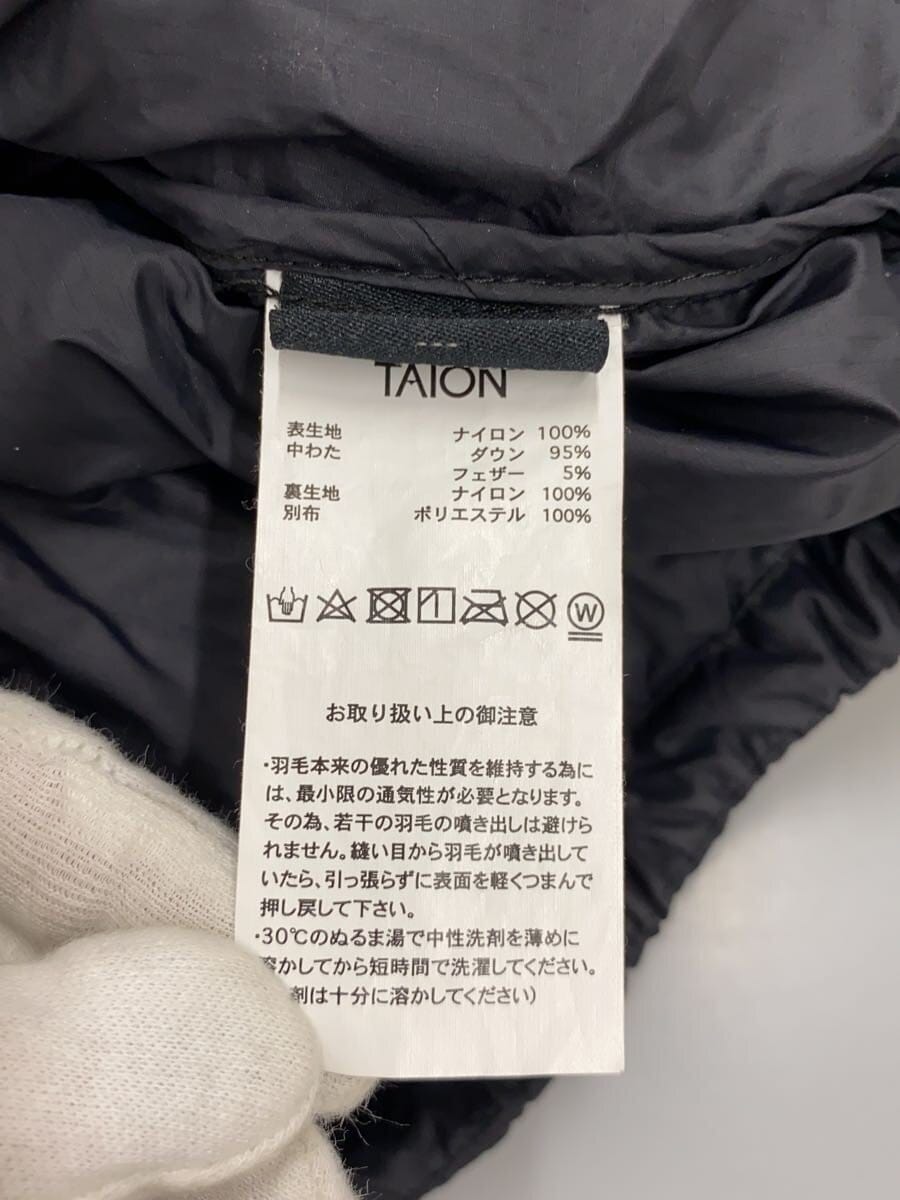 TAION
表生地 ナイロン 100%
中わた ダウン 95%
フェザー 5%
裏生地 ナイロン 100%
別布 ポリエステル 100%
W
お取り扱い上の御注意
・羽毛本来の優れた性質を維持する為に
は、最小限の通気性が必要となります。
その為、若干の羽毛の噴き出しは避けら
れません。縫い目から羽毛が噴き出して
いたら、引っ張らずに表面を軽くつまんで
押し戻して下さい。
・30℃のぬるま湯で中性洗剤を薄めに
溶かしてから短時間で洗濯してください。
剤は十分に溶かしてください）